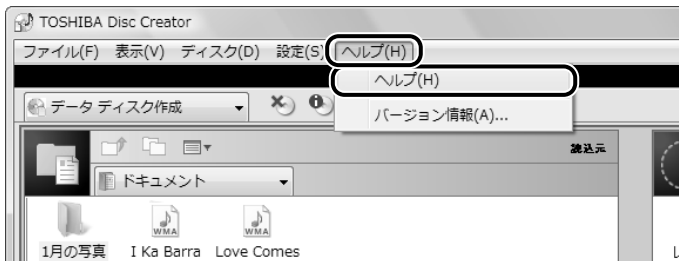 TOSHIBA Disc Creator
ファイル(F) 表示(V) ディスク(D) 設定(S) ヘルプ(H)
ヘルプ(H)
データ ディスク作成
バージョン情報(A)...
読込元
ドキュメント
WMA WMA
1月の写真 I Ka Barra Love Comes